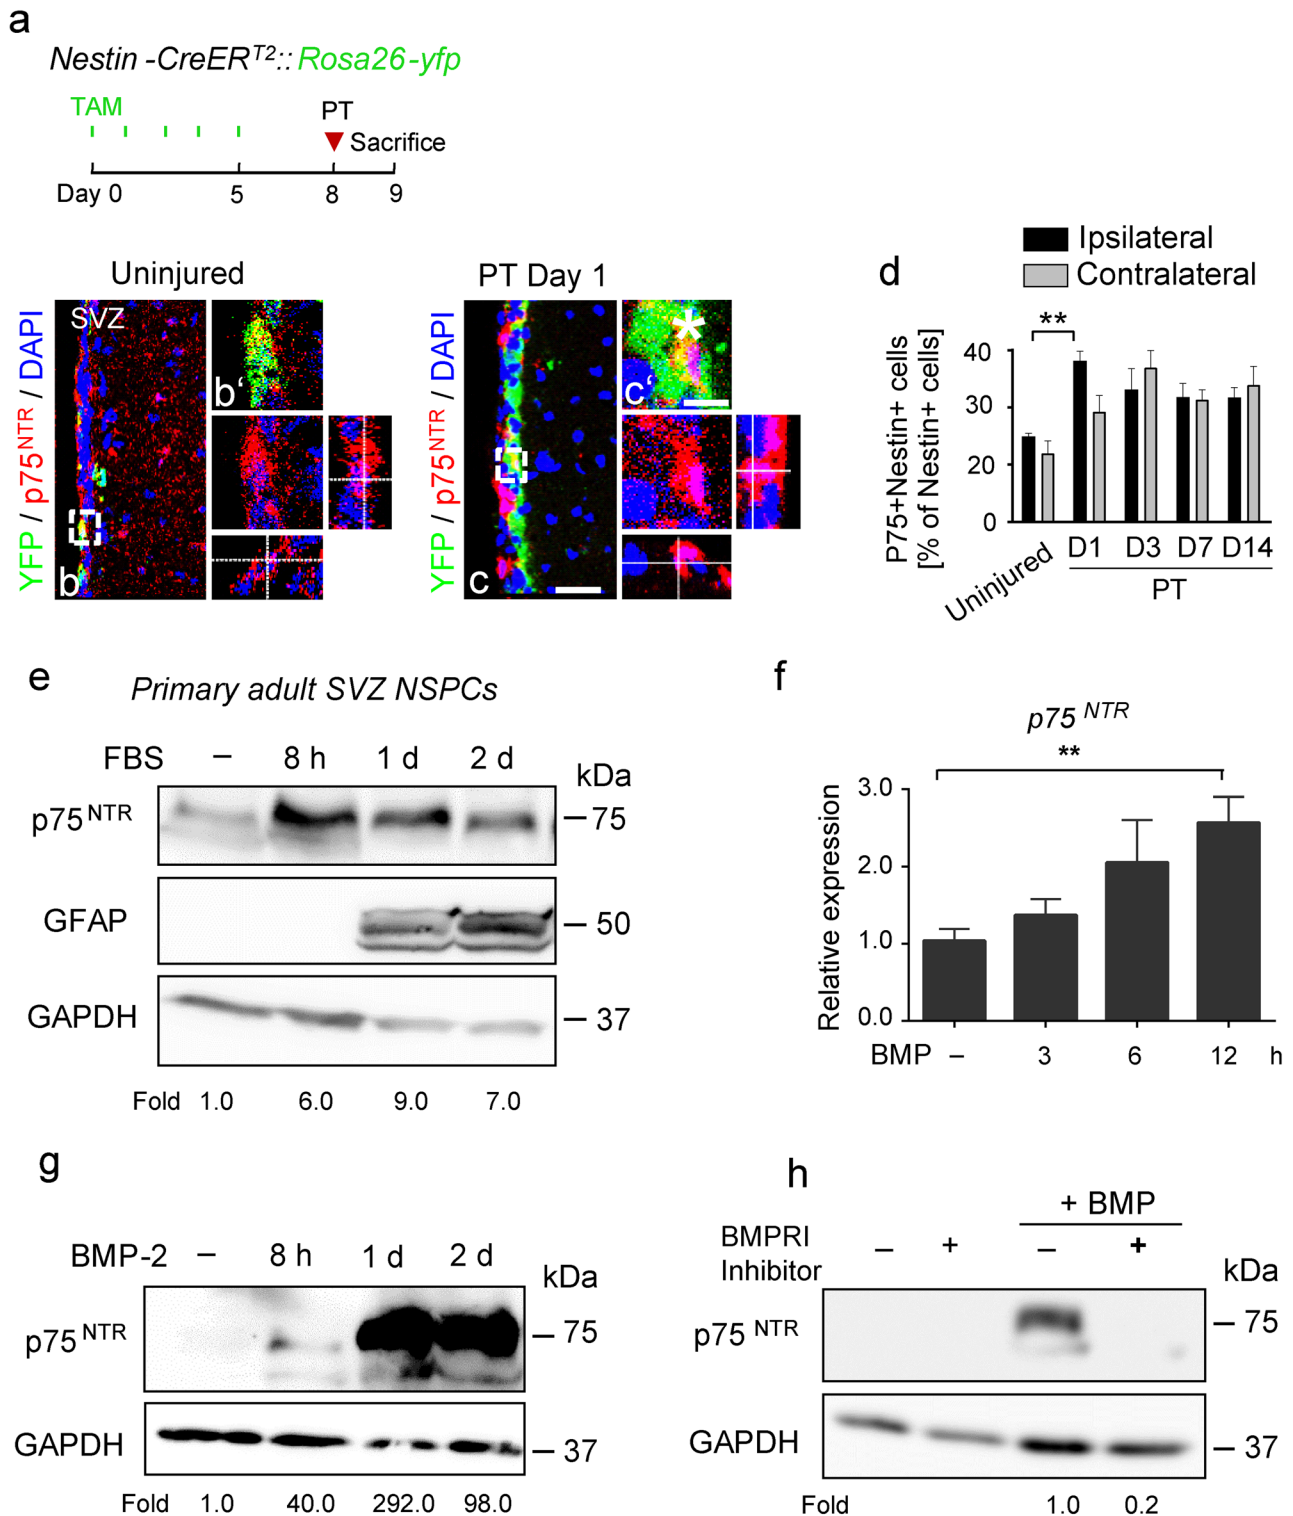 a
Nestin -CreER^T2:: Rosa26-yfp
TAM
PT
Sacrifice
Day 0 5 8 9
Uninjured
YFP / p75^NTR / DAPI
SVZ
b
b‘
PT Day 1
YFP / p75^NTR / DAPI
c
c‘
d
Ipsilateral
Contralateral
P75+Nestin+ cells
[% of Nestin+ cells]
**
40
30
20
0
Uninjured D1 D3 D7 D14
PT
e
Primary adult SVZ NSPCs
FBS – 8 h 1 d 2 d
kDa
p75^NTR – 75
GFAP – 50
GAPDH – 37
Fold 1.0 6.0 9.0 7.0
f
p75^NTR
**
Relative expression
3.0
2.0
1.0
0.0
BMP – 3 6 12 h
g
BMP-2 – 8 h 1 d 2 d
kDa
p75^NTR – 75
GAPDH – 37
Fold 1.0 40.0 292.0 98.0
h
+ BMP
BMPRI
Inhibitor – + – +
kDa
p75^NTR – 75
GAPDH – 37
Fold 1.0 0.2